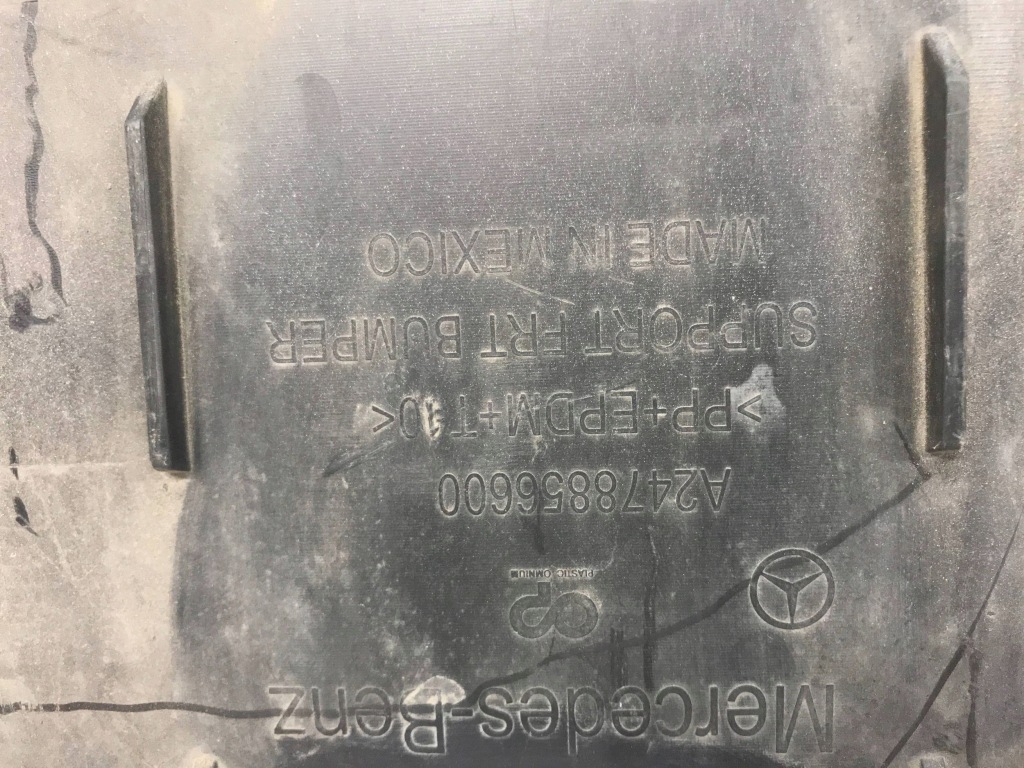 Mercedes-Benz
PLASTIC OMNIUM
A2478856600
>PP+EPDM+T10<
SUPPORT FRT BUMPER
MADE IN MEXICO